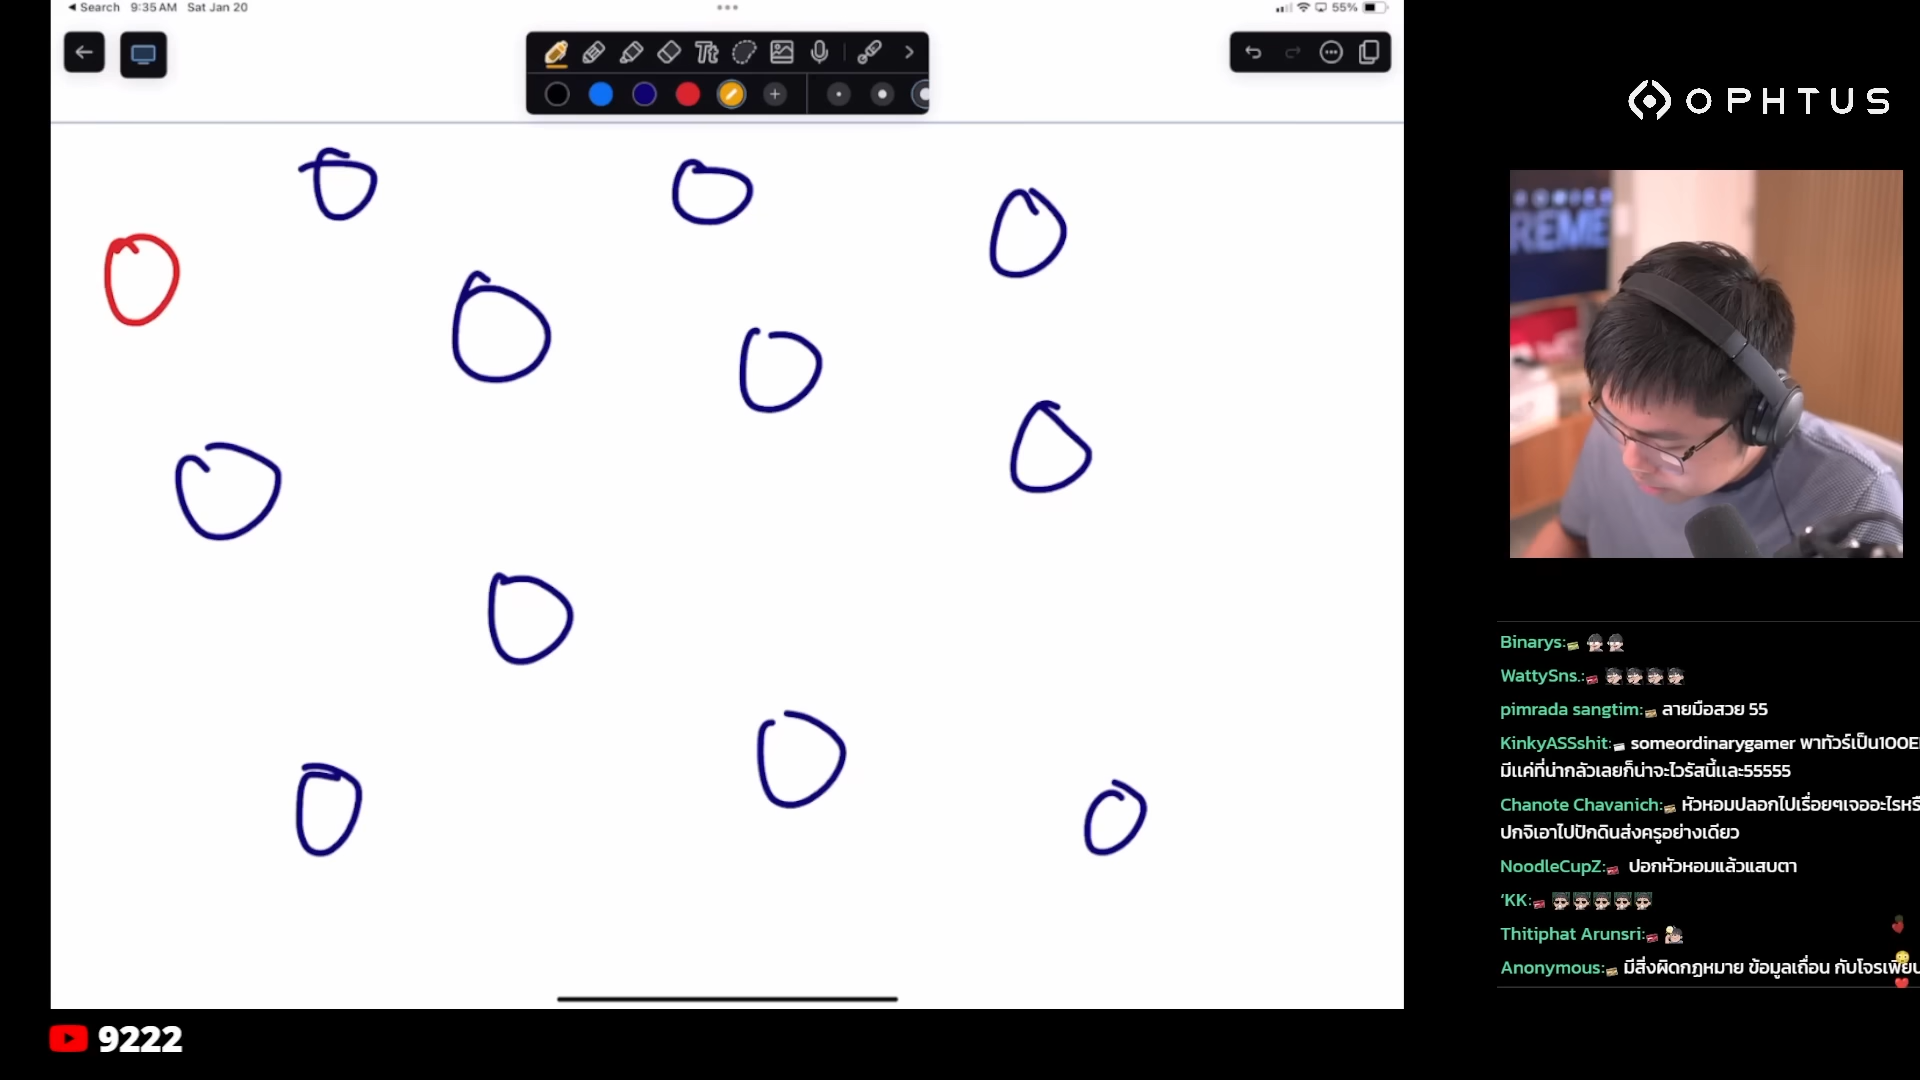 Search 9:35 AM Sat Jan 20
55%
Tt
OPHTUS
REME
Binarys:
WattySns.:
pimrada sangtim: ลายมือสวย 55
KinkyASSshit: someordinarygamer พาทัวร์เป็น100E
มีแค่ที่น่ากลัวเลยก็น่าจะไวรัสนี้และ55555
Chanote Chavanich: หัวหอมปลอกไปเรื่อยๆเจออะไรหรื
ปกจิเอาไปปักดินส่งครูอย่างเดียว
NoodleCupZ: ปอกหัวหอมแล้วแสบตา
'KK:
Thitiphat Arunsri:
Anonymous: มีสิ่งผิดกฎหมาย ข้อมูลเถื่อน กับโจรเพียบ
9222